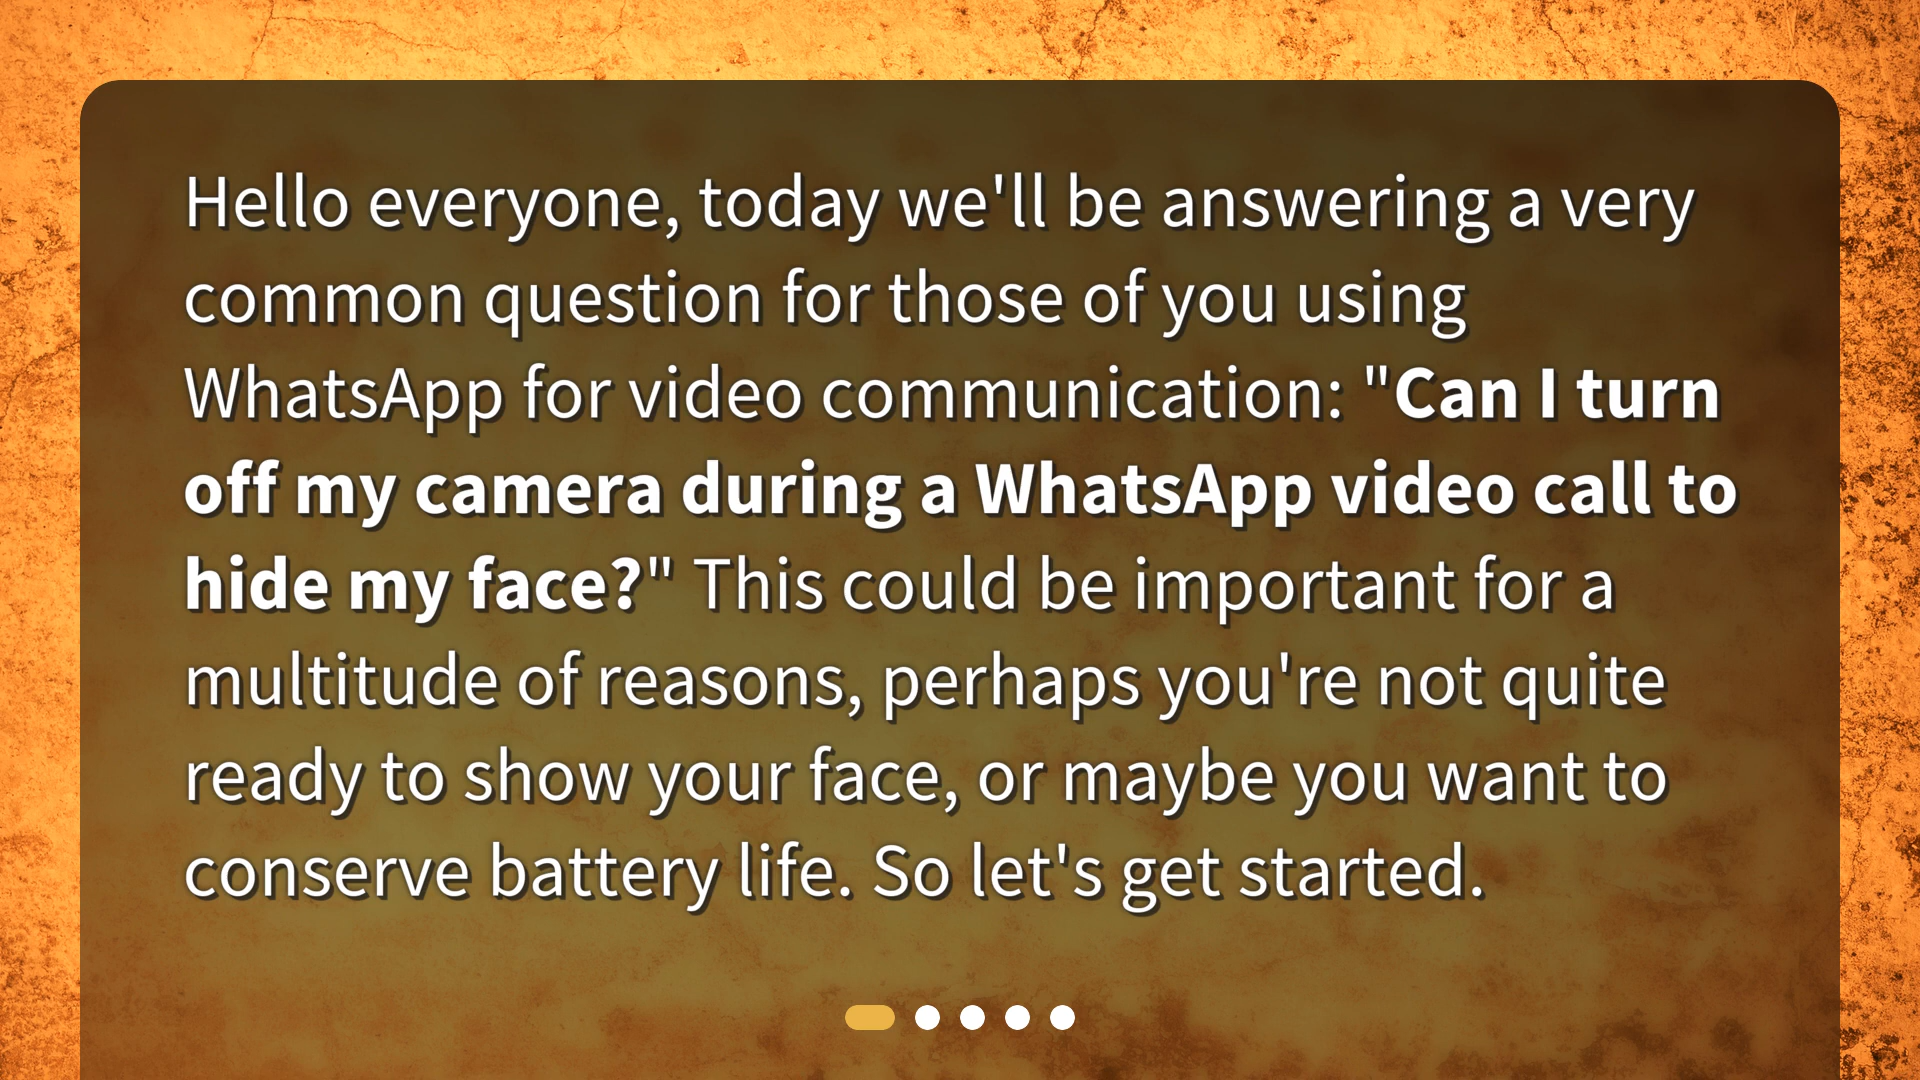 Hello everyone, today we'll be answering a very
common question for those of you using
WhatsApp for video communication: "Can I turn
off my camera during a WhatsApp video call to
hide my face?" This could be important for a
multitude of reasons, perhaps you're not quite
ready to show your face, or maybe you want to
conserve battery life. So let's get started.